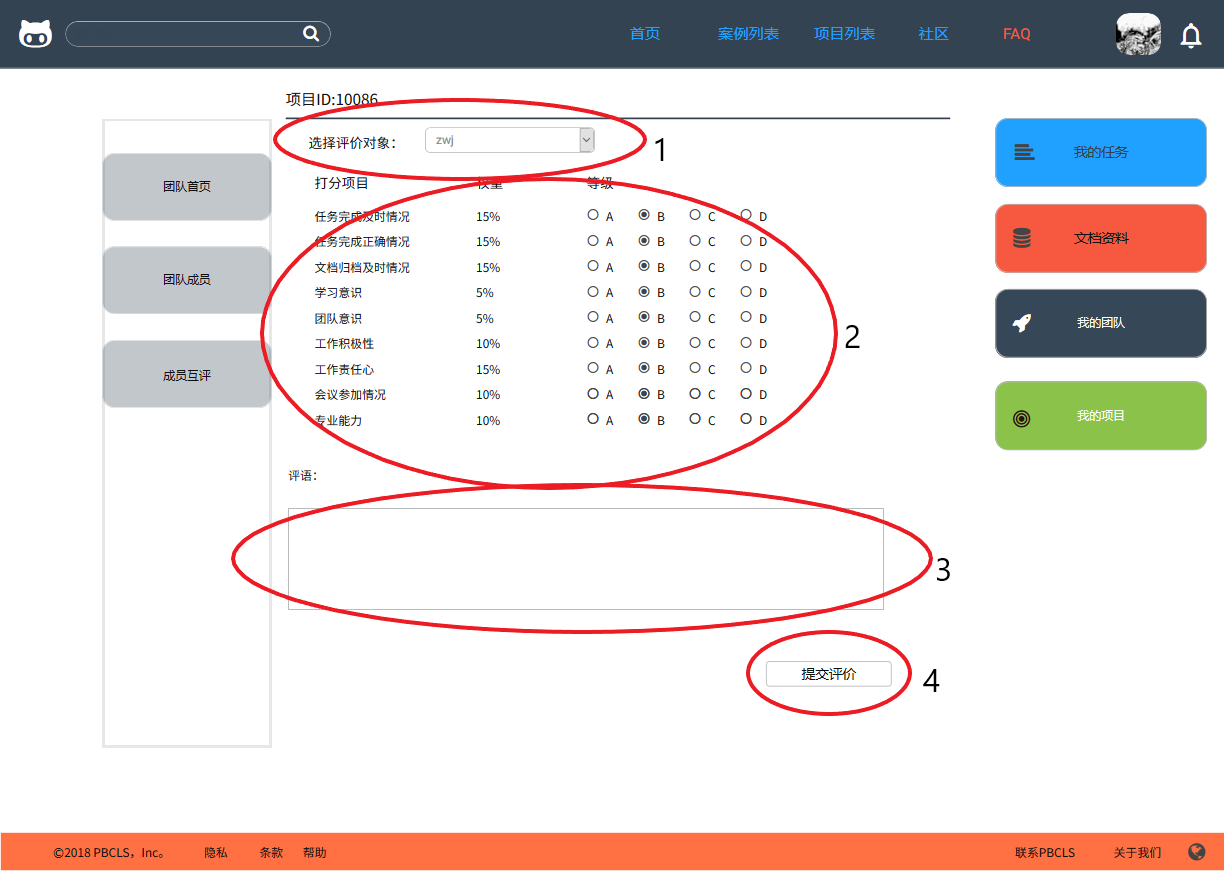 首页 案例列表 项目列表 社区 FAQ
项目ID:10086
选择评价对象： zwj 1
打分项目 权重 等级
团队首页
团队成员
成员互评
任务完成及时情况 15% A B C D
任务完成正确情况 15% A B C D
文档归档及时情况 15% A B C D
学习意识 5% A B C D
团队意识 5% A B C D
工作积极性 10% A B C D
工作责任心 15% A B C D
会议参加情况 10% A B C D
专业能力 10% A B C D
2
评语：
3
提交评价 4
我的任务
文档资料
我的团队
我的项目
©2018 PBCLS，Inc。 隐私 条款 帮助 联系PBCLS 关于我们